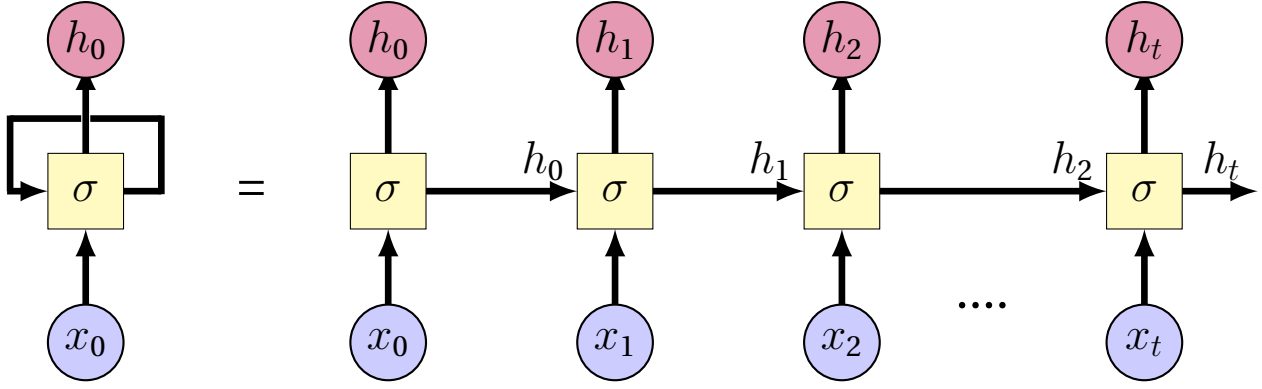 h₀ h₀ h₁ h₂ hₜ
h₀ h₁ h₂ hₜ
σ = σ σ σ σ
....
x₀ x₀ x₁ x₂ xₜ